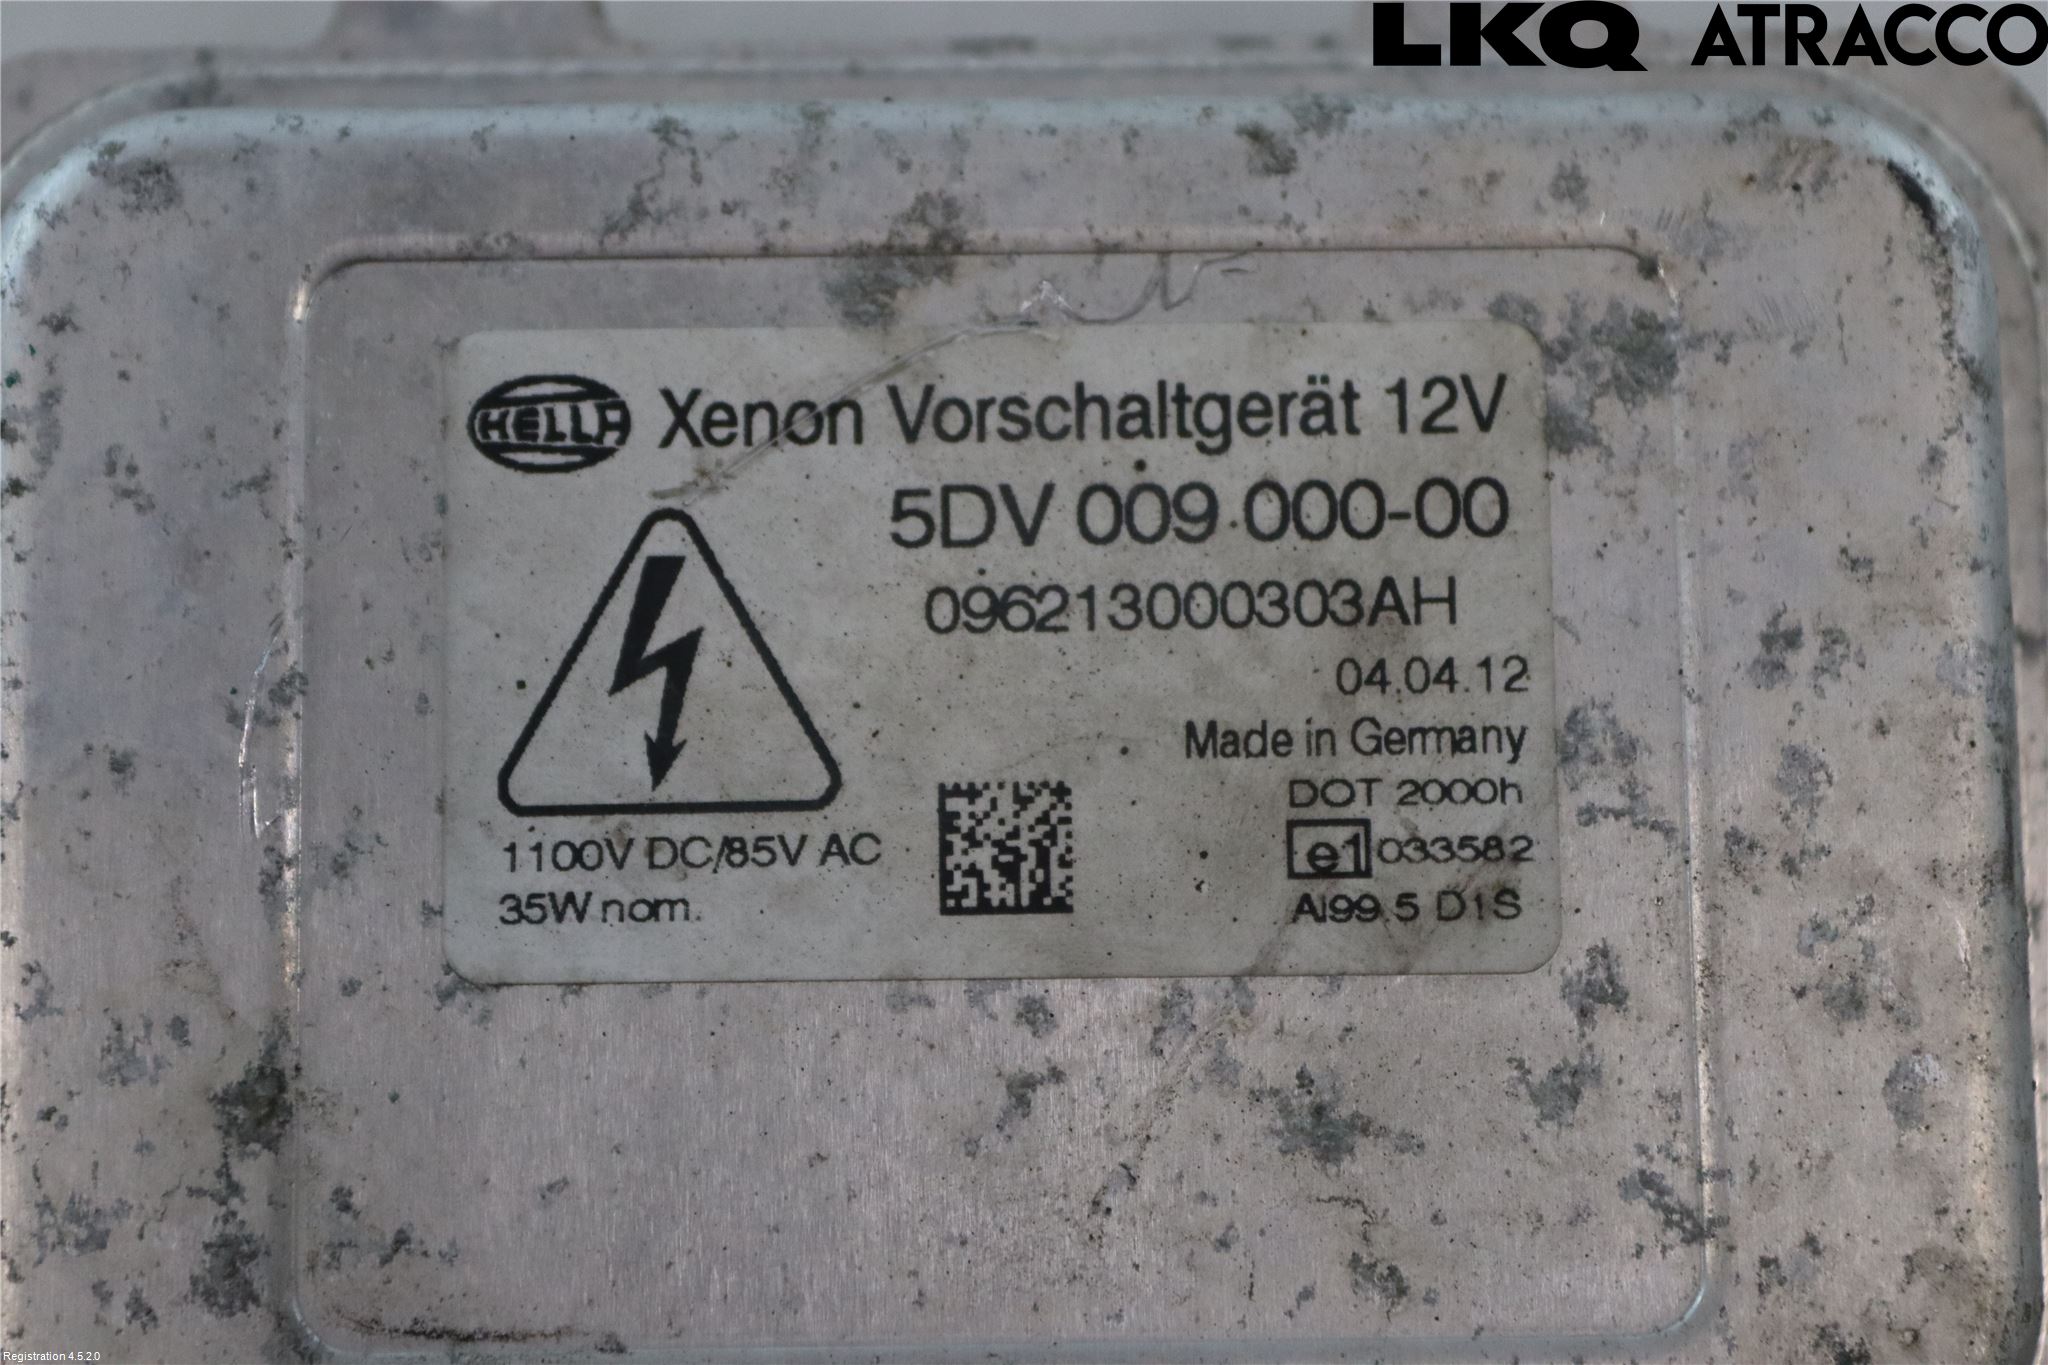 LKQ ATRACCO
HELLA Xenon Vorschaltgerät 12V
5DV 009 000-00
096213000303AH
04.04.12
Made in Germany
DOT 2000h
e1 033582
Al99.5 D1S
1100V DC/85V AC
35W nom.
Registration 4.5.2.0